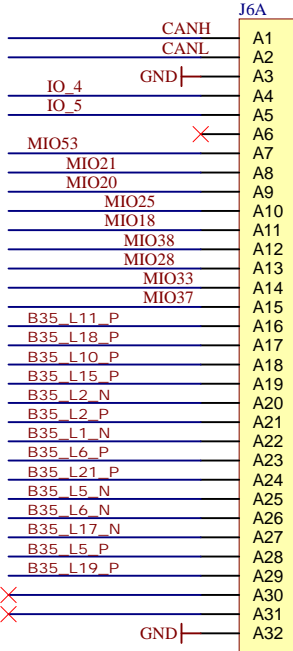 J6A
CANH A1
CANL A2
GND A3
IO_4 A4
IO_5 A5
A6
MIO53 A7
MIO21 A8
MIO20 A9
MIO25 A10
MIO18 A11
MIO38 A12
MIO28 A13
MIO33 A14
MIO37 A15
B35_L11_P A16
B35_L18_P A17
B35_L10_P A18
B35_L15_P A19
B35_L2_N A20
B35_L2_P A21
B35_L1_N A22
B35_L6_P A23
B35_L21_P A24
B35_L5_N A25
B35_L6_N A26
B35_L17_N A27
B35_L5_P A28
B35_L19_P A29
A30
A31
GND A32